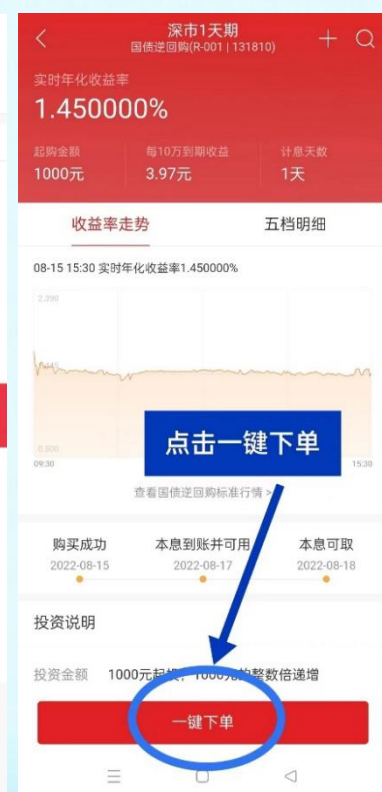 深市1天期
国债逆回购(R-001 | 131810)
实时年化收益率
1.450000%
起购金额 每10万到期收益 计息天数
1000元 3.97元 1天
收益率走势 五档明细
08-15 15:30 实时年化收益率1.450000%
0.500
09:30 15:30
点击一键下单
查看国债逆回购标准行情 >
购买成功 本息到账并可用 本息可取
2022-08-15 2022-08-17 2022-08-18
投资说明
投资金额 1000元起投，1000元的整数倍递增
一键下单